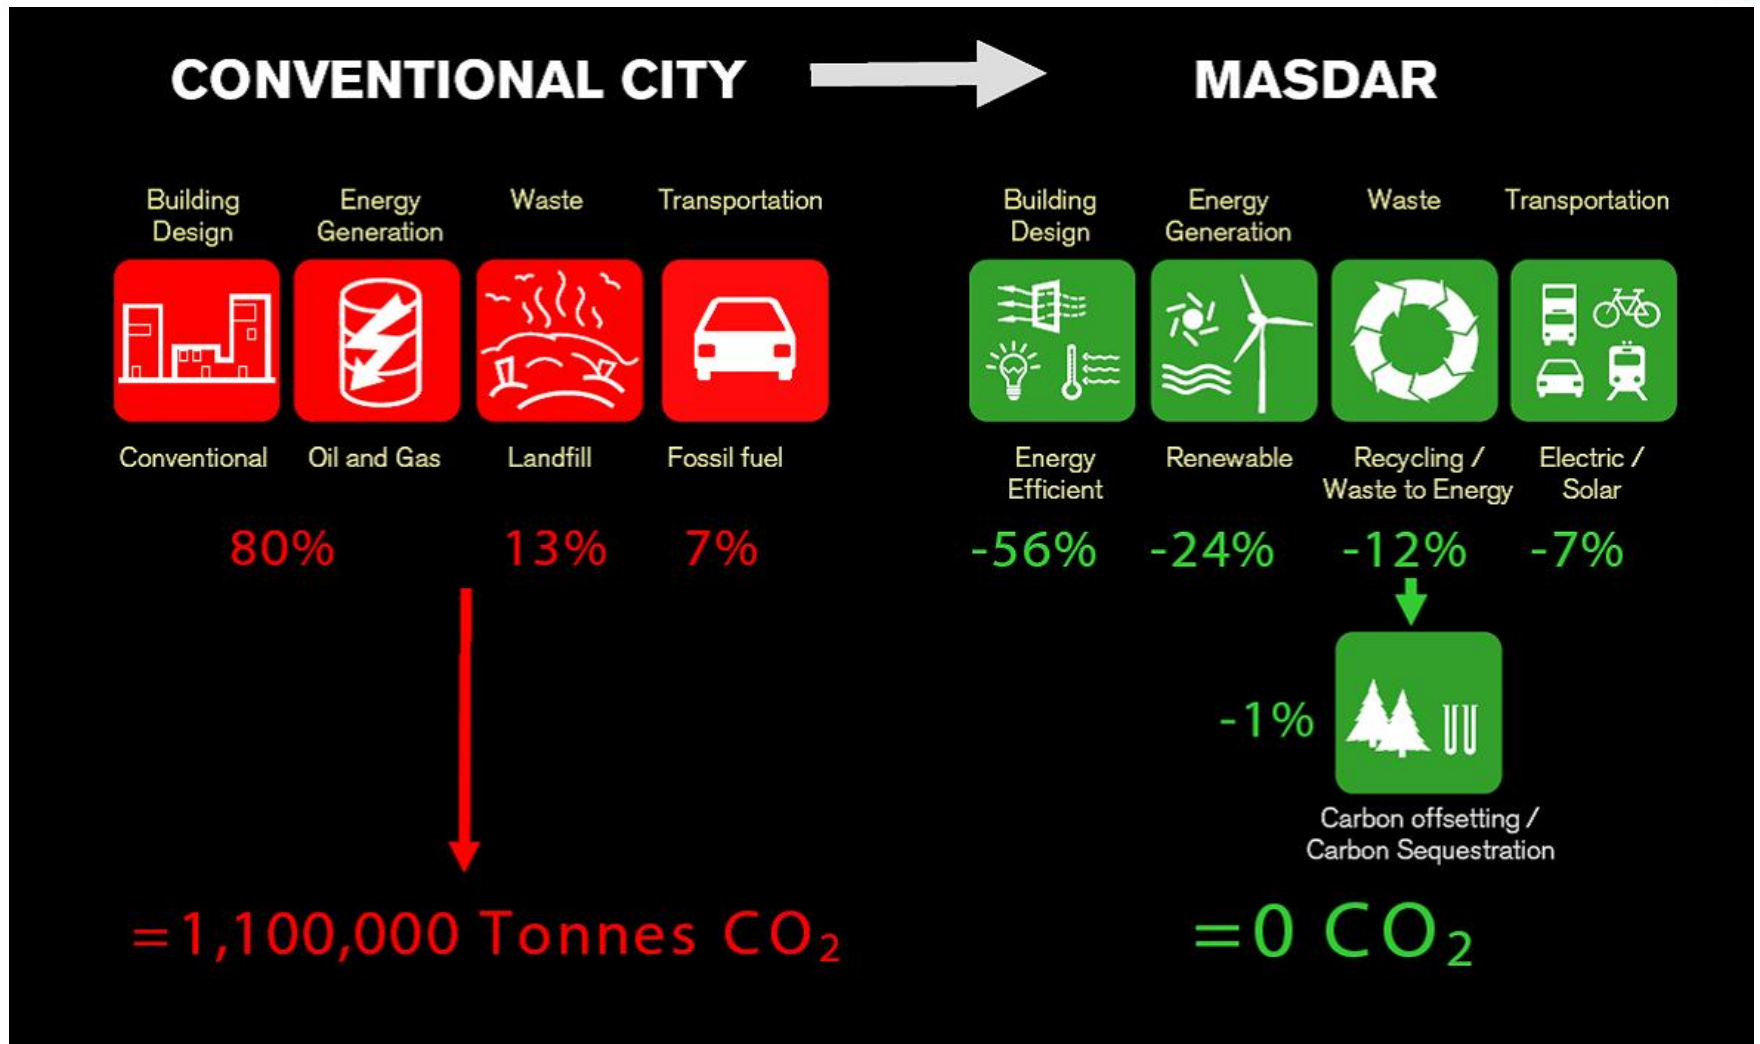 CONVENTIONAL CITY
MASDAR
Building
Design
Energy
Generation
Waste
Transportation
Conventional
Oil and Gas
Landfill
Fossil fuel
80%
13%
7%
=1,100,000 Tonnes CO₂
Building
Design
Energy
Generation
Waste
Transportation
Energy
Efficient
Renewable
Recycling /
Waste to Energy
Electric /
Solar
-56%
-24%
-12%
-7%
-1%
Carbon offsetting /
Carbon Sequestration
=0 CO₂